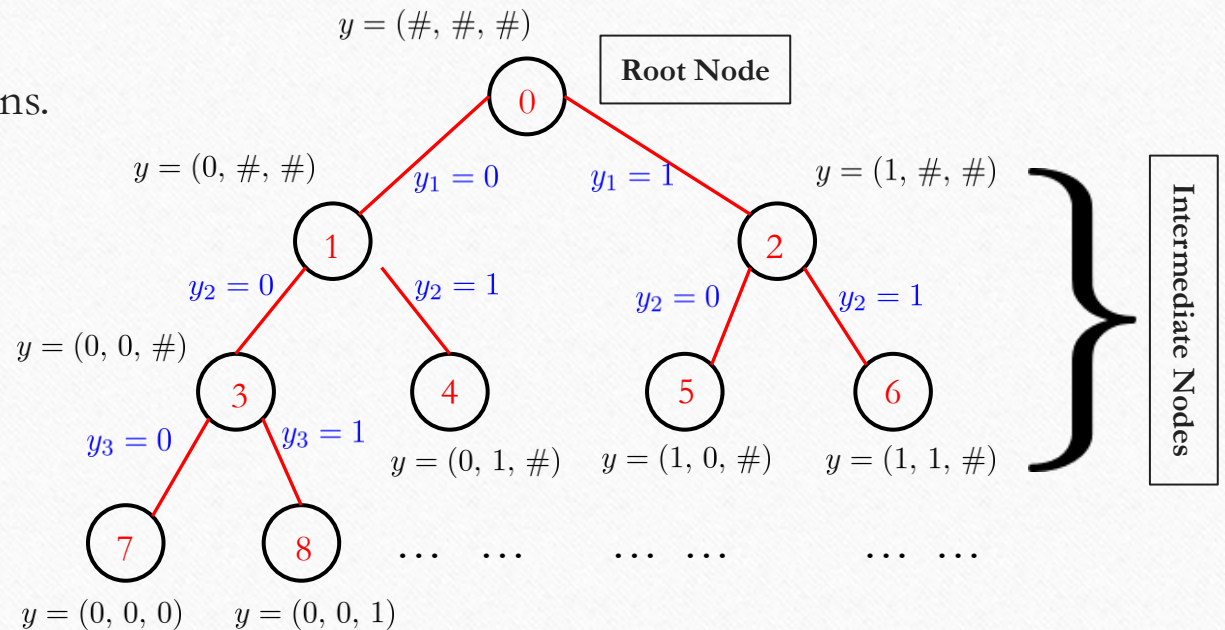 y = (#, #, #)
Root Node
0
ns.
y = (0, #, #)
y₁ = 0
y₁ = 1
y = (1, #, #)
1
2
Intermediate Nodes
y₂ = 0
y₂ = 1
y₂ = 0
y₂ = 1
y = (0, 0, #)
3
4
5
6
y₃ = 0
y₃ = 1
y = (0, 1, #)
y = (1, 0, #)
y = (1, 1, #)
7
8
... ...
... ...
... ...
y = (0, 0, 0)
y = (0, 0, 1)